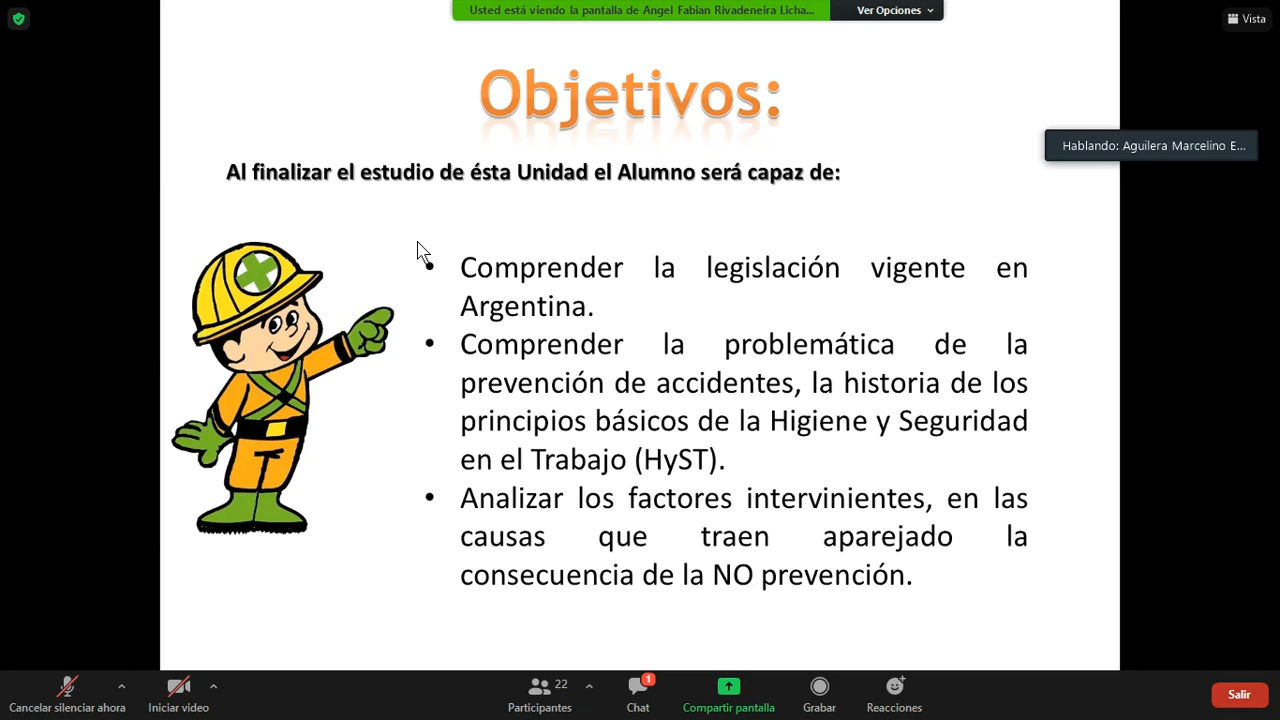 Usted está viendo la pantalla de Angel Fabian Rivadeneira Licha...
Ver Opciones
Vista
Objetivos:
Hablando: Aguilera Marcelino E...
Al finalizar el estudio de ésta Unidad el Alumno será capaz de:
• Comprender la legislación vigente en
Argentina.
• Comprender la problemática de la
prevención de accidentes, la historia de los
principios básicos de la Higiene y Seguridad
en el Trabajo (HyST).
• Analizar los factores intervinientes, en las
causas que traen aparejado la
consecuencia de la NO prevención.
22
1
Cancelar silenciar ahora
Iniciar video
Participantes
Chat
Compartir pantalla
Grabar
Reacciones
Salir